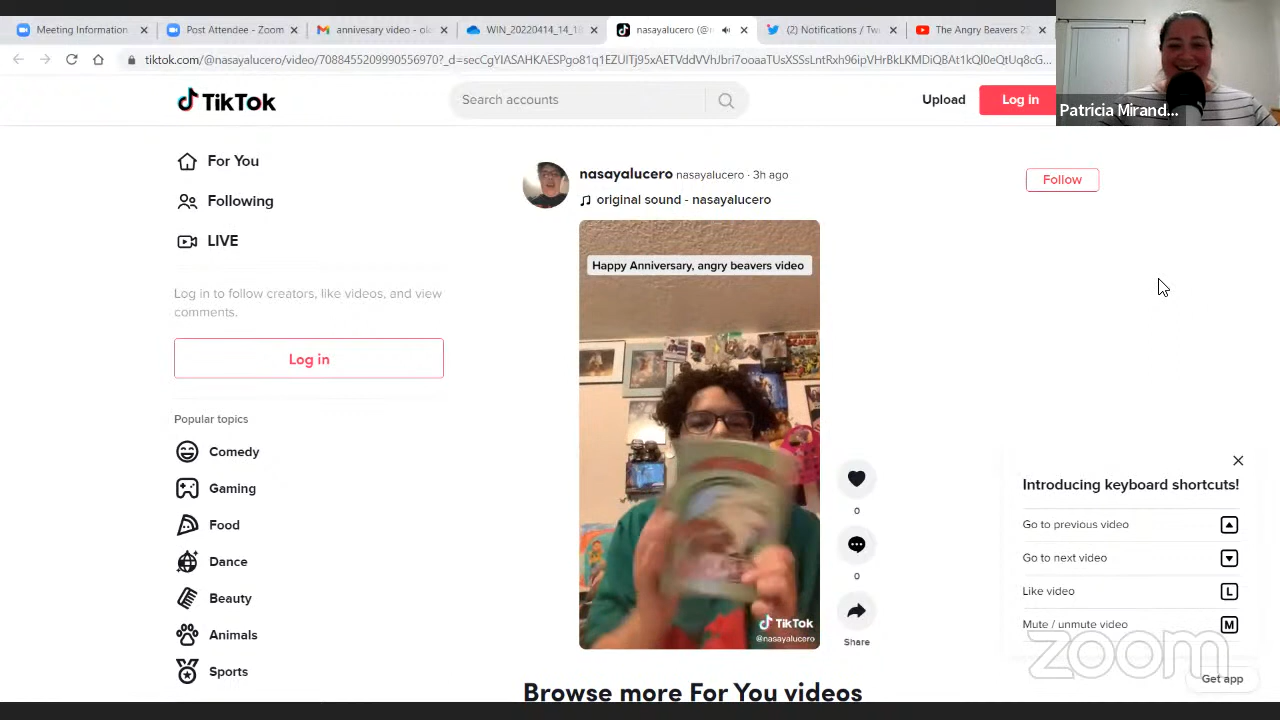 Meeting Information
Post Attendee - Zoom
annivesary video - ou
WIN_20220414_14_18
nasayalucero (@n
(2) Notifications / Tw
The Angry Beavers 25
tiktok.com/@nasayalucero/video/708845520990556970?_d=
TikTok
Search accounts
Upload
Log in
Patricia Mirand...
For You
Following
LIVE
Log in to follow creators, like videos, and view
comments.
Log in
Popular topics
Comedy
Gaming
Food
Dance
Beauty
Animals
Sports
nasayalucero nasayalucero · 3h ago
original sound - nasayalucero
Follow
Happy Anniversary, angry beavers video
TikTok
@nasayalucero
0
0
Share
Introducing keyboard shortcuts!
Go to previous video
Go to next video
Like video
L
Mute / unmute video
M
zoom
Get app
Browse more For You videos